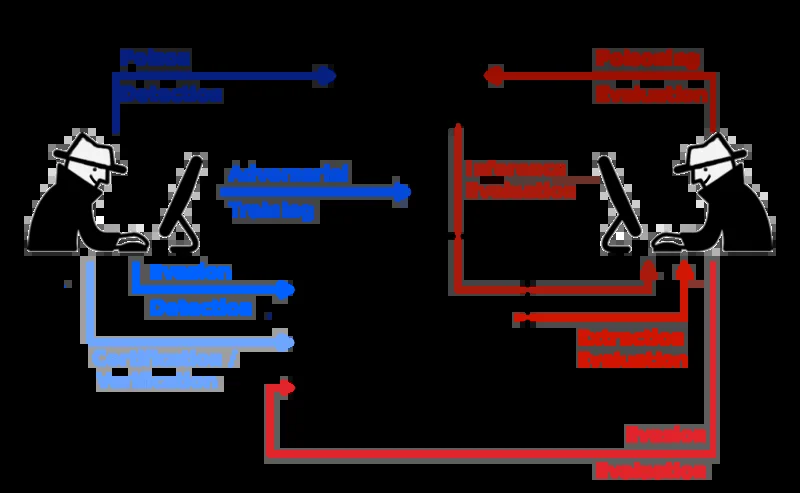 Poison
Detection
Poisoning
Evaluation
Adversarial
Training
Inference
Evaluation
Evasion
Detection
Certification /
Verification
Extraction
Evaluation
Evasion
Evaluation